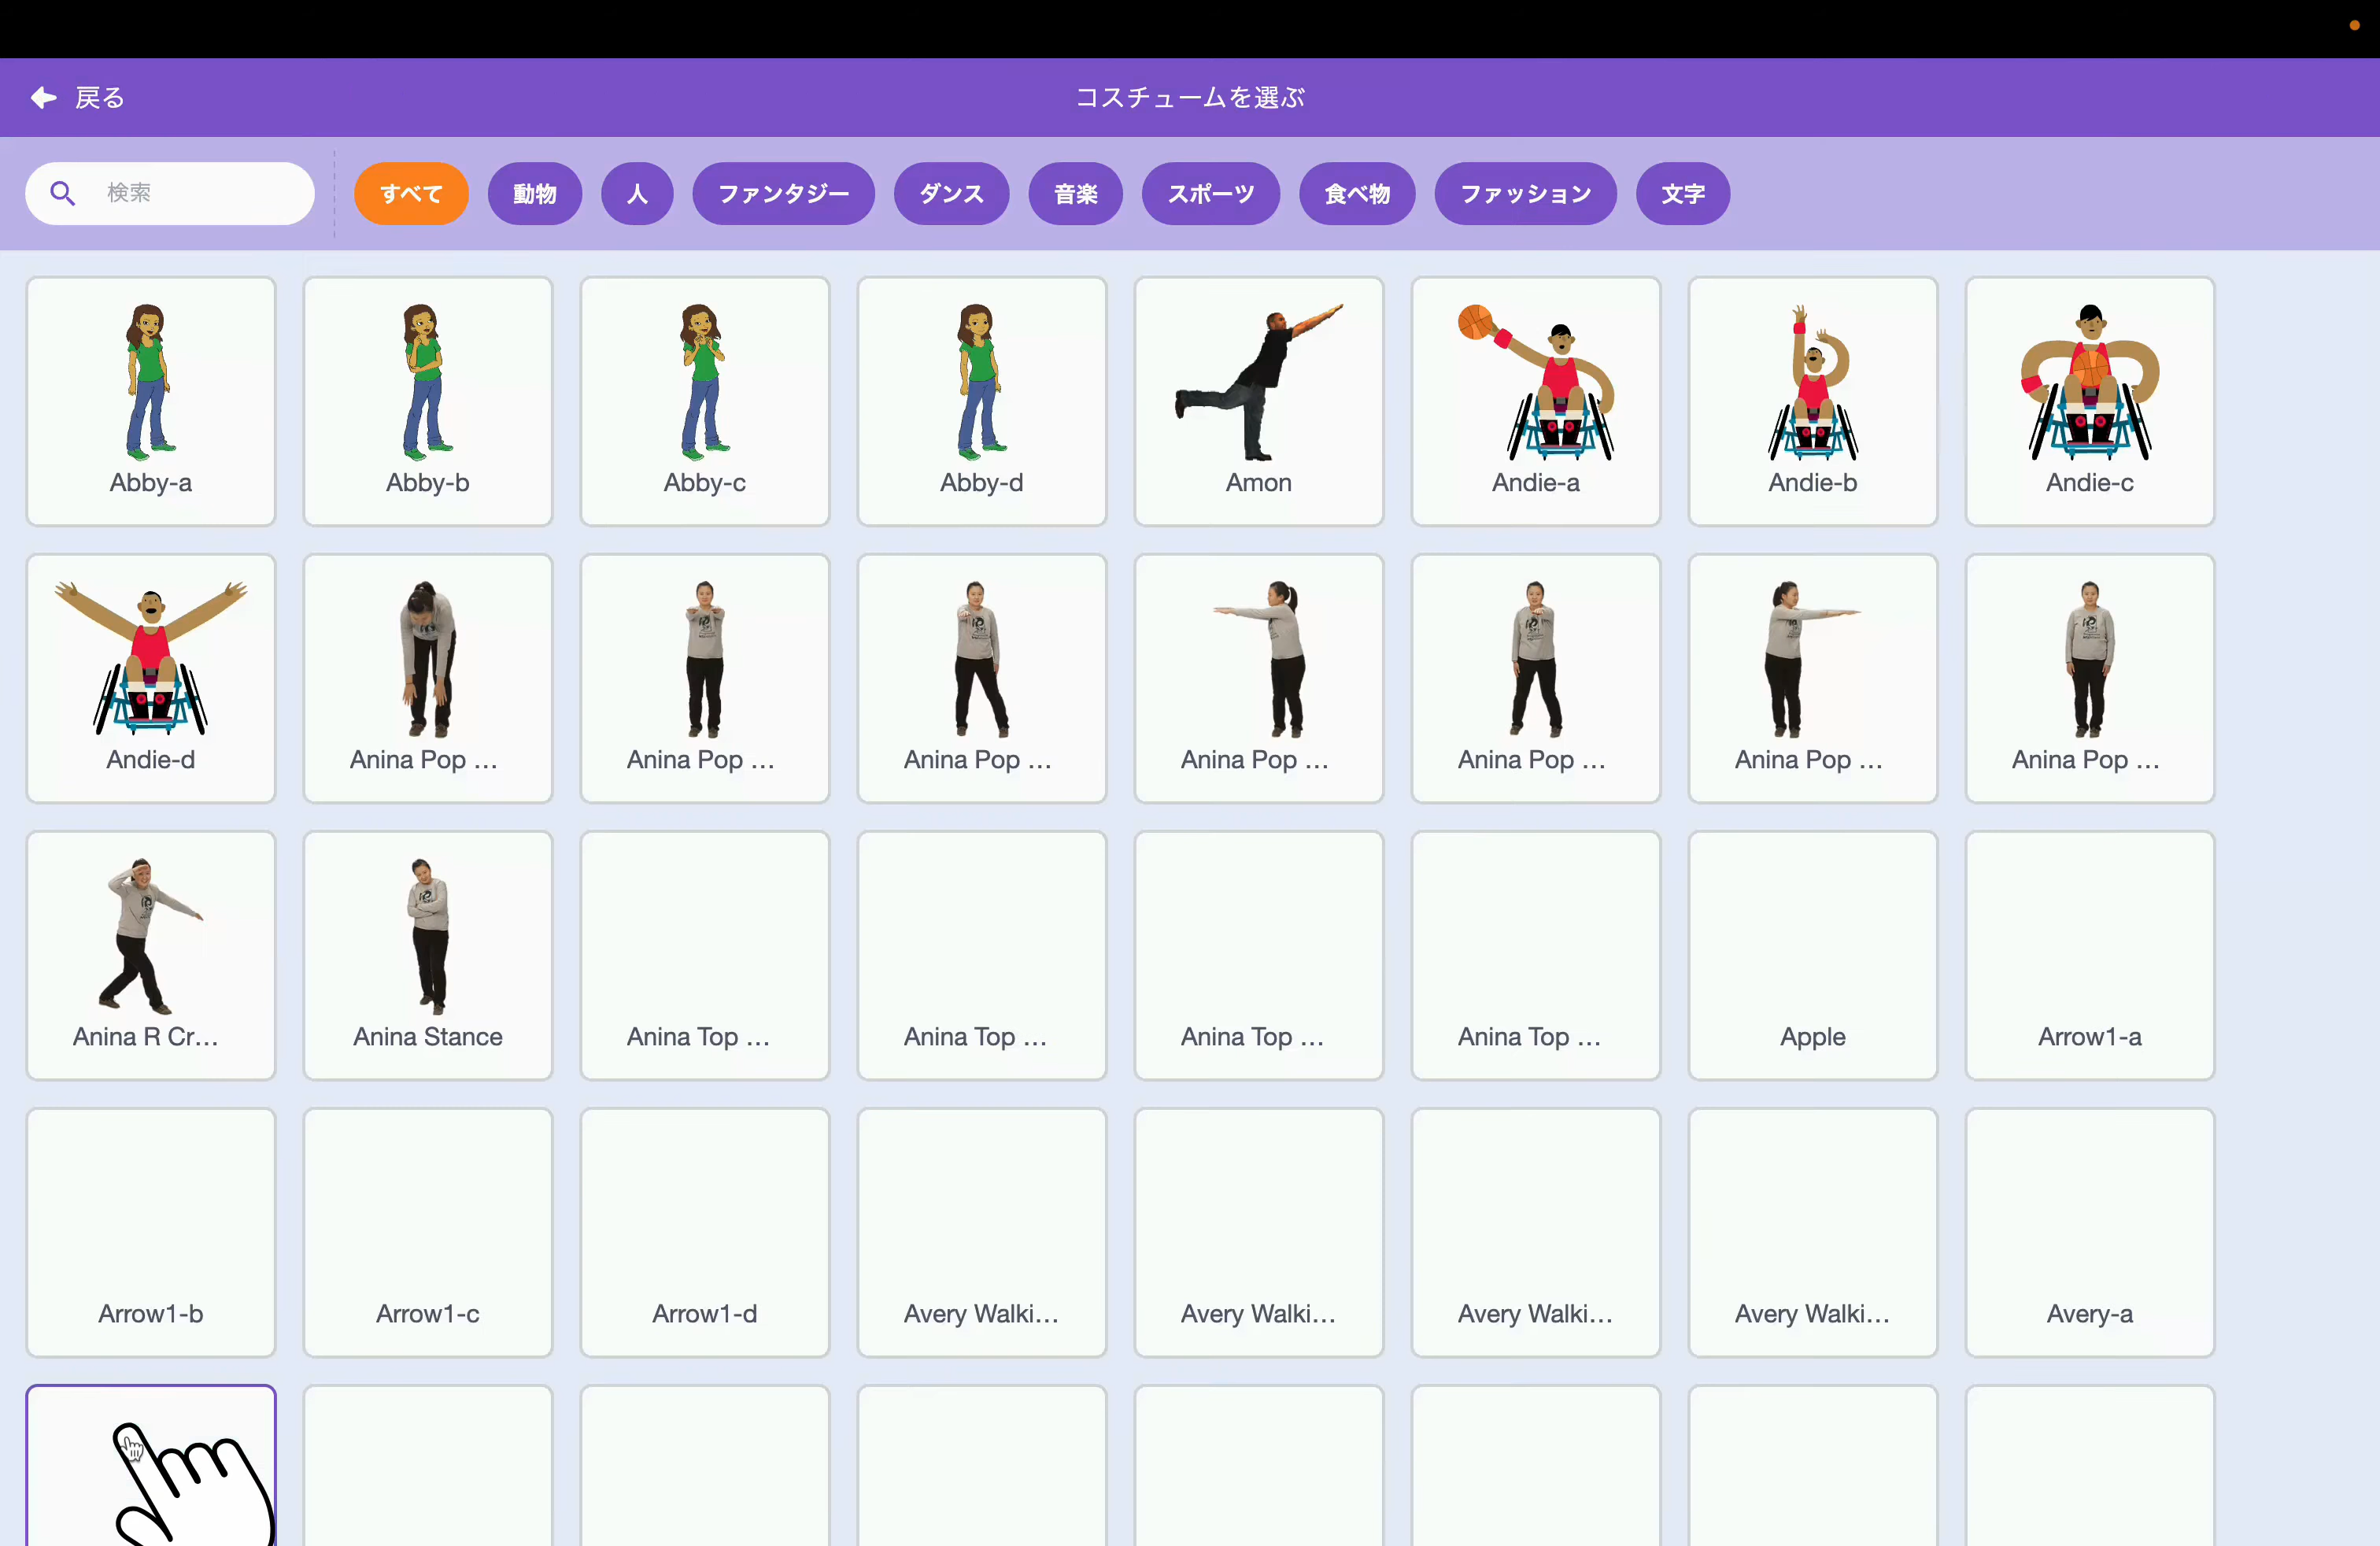 戻る
コスチュームを選ぶ
検索
すべて
動物
人
ファンタジー
ダンス
音楽
スポーツ
食べ物
ファッション
文字
Abby-a
Abby-b
Abby-c
Abby-d
Amon
Andie-a
Andie-b
Andie-c
Andie-d
Anina Pop ...
Anina Pop ...
Anina Pop ...
Anina Pop ...
Anina Pop ...
Anina Pop ...
Anina Pop ...
Anina R Cr...
Anina Stance
Anina Top ...
Anina Top ...
Anina Top ...
Anina Top ...
Apple
Arrow1-a
Arrow1-b
Arrow1-c
Arrow1-d
Avery Walki...
Avery Walki...
Avery Walki...
Avery Walki...
Avery-a